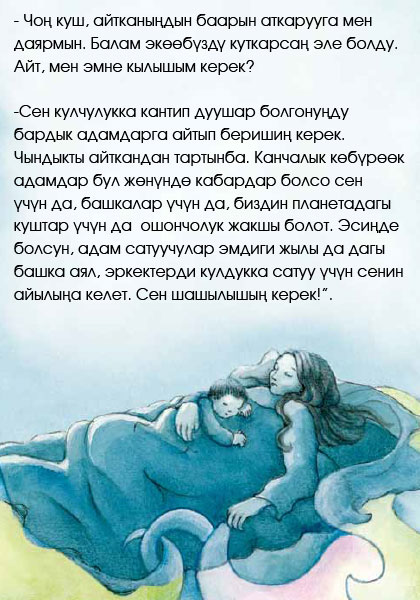 - Чоң куш, айтканыңдын баарын аткарууга мен
даярмын. Балам экөөбүздү куткарсаң эле болду.
Айт, мен эмне кылышым керек?
-Сен кулчулукка кантип дуушар болгонуңду
бардык адамдарга айтып беришиң керек.
Чындыкты айткандан тартынба. Канчалык көбүрөөк
адамдар бул жөнүндө кабардар болсо сен
үчүн да, башкалар үчүн да, биздин планетадагы
куштар үчүн да ошончолук жакшы болот. Эсиңде
болсун, адам сатуучулар эмдиги жылы да дагы
башка аял, эркектерди кулдукка сатуу үчүн сенин
айылыңа келет. Сен шашылышың керек!”.